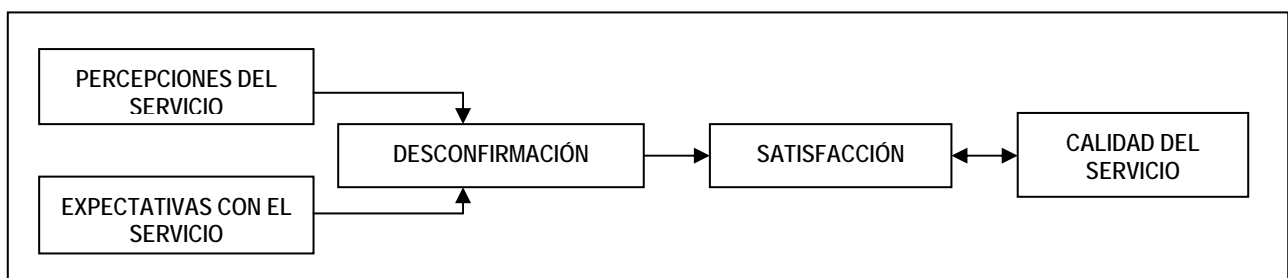 PERCEPCIONES DEL
SERVICIO
EXPECTATIVAS CON EL
SERVICIO
DESCONFIRMACIÓN
SATISFACCIÓN
CALIDAD DEL
SERVICIO